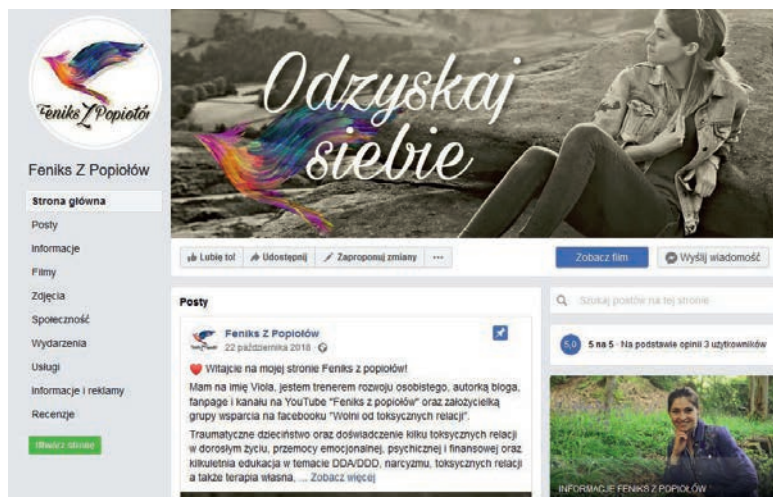 Feniks Z Popiołów
Odzyskaj
siebie
Feniks Z Popiołów
Strona główna
Posty
Informacje
Filmy
Zdjęcia
Społeczność
Wydarzenia
Usługi
Informacje i reklamy
Recenzje
Utwórz stronę
Lubię to!
Udostępnij
Zaproponuj zmiany
...
Zobacz film
Wyślij wiadomość
Posty
Feniks Z Popiołów
22 października 2018 ·
Witajcie na mojej stronie Feniks z popiołów!
Mam na imię Viola, jestem trenerem rozwoju osobistego, autorką bloga,
fanpage i kanału na YouTube "Feniks z popiołów" oraz założycielką
grupy wsparcia na facebooku "Wolni od toksycznych relacji".
Traumatyczne dzieciństwo oraz doświadczenie kilku toksycznych relacji
w dorosłym życiu, przemocy emocjonalnej, psychicznej i finansowej oraz
kilkuletnia edukacja w temacie DDA/DDD, narcyzmu, toksycznych relacji
a także terapia własna, ... Zobacz więcej
Szukaj postów na tej stronie
5,0
5 na 5 · Na podstawie opinii 3 użytkowników
INFORMACJE FENIKS Z POPIOŁÓW